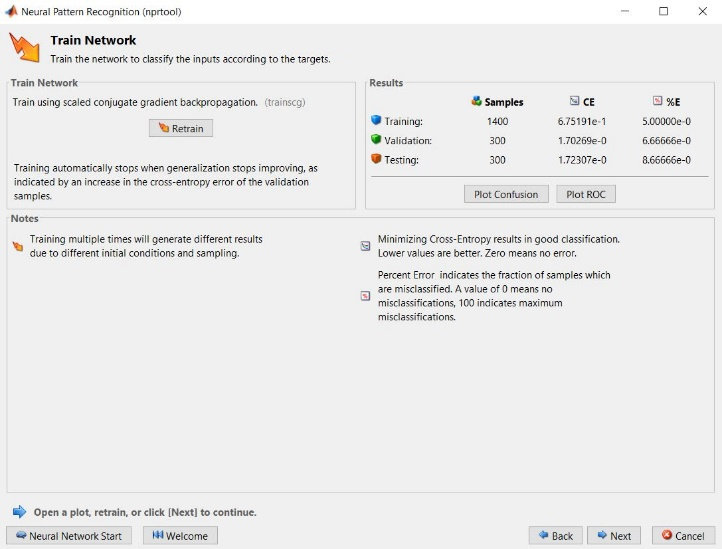 Neural Pattern Recognition (nprtool)
Train Network
Train the network to classify the inputs according to the targets.
Train Network
Train using scaled conjugate gradient backpropagation. (trainscg)
Retrain
Training automatically stops when generalization stops improving, as
indicated by an increase in the cross-entropy error of the validation
samples.
Results
Samples CE %E
Training: 1400 6.75191e-1 5.00000e-0
Validation: 300 1.70269e-0 6.66666e-0
Testing: 300 1.72307e-0 8.66666e-0
Plot Confusion Plot ROC
Notes
Training multiple times will generate different results
due to different initial conditions and sampling.
Minimizing Cross-Entropy results in good classification.
Lower values are better. Zero means no error.
Percent Error indicates the fraction of samples which
are misclassified. A value of 0 means no
misclassifications, 100 indicates maximum
misclassifications.
Open a plot, retrain, or click [Next] to continue.
Neural Network Start Welcome Back Next Cancel